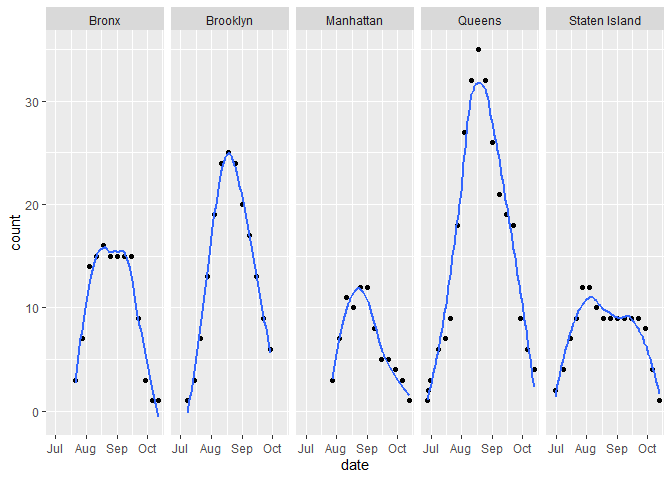 Bronx Brooklyn Manhattan Queens Staten Island
30
20
10
0
count
Jul Aug Sep Oct Jul Aug Sep Oct Jul Aug Sep Oct Jul Aug Sep Oct Jul Aug Sep Oct
date